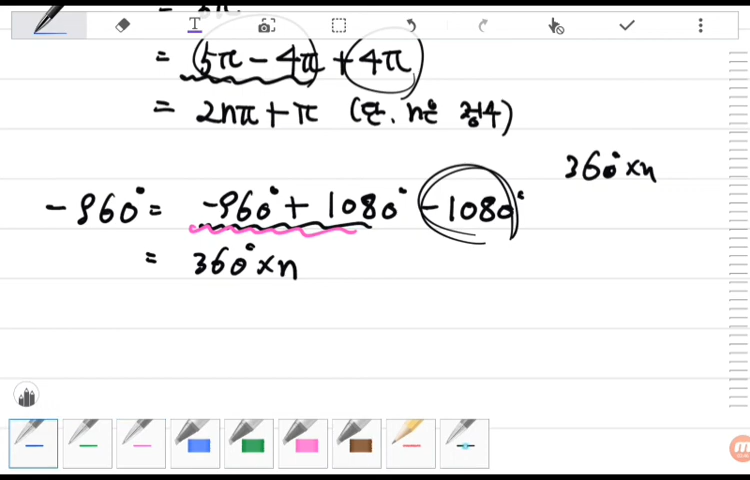 = (5π − 4π) + 4π
= 2nπ + π (단, n은 정수)
360° × n
−960° = −960° + 1080° − 1080°
= 360° × n